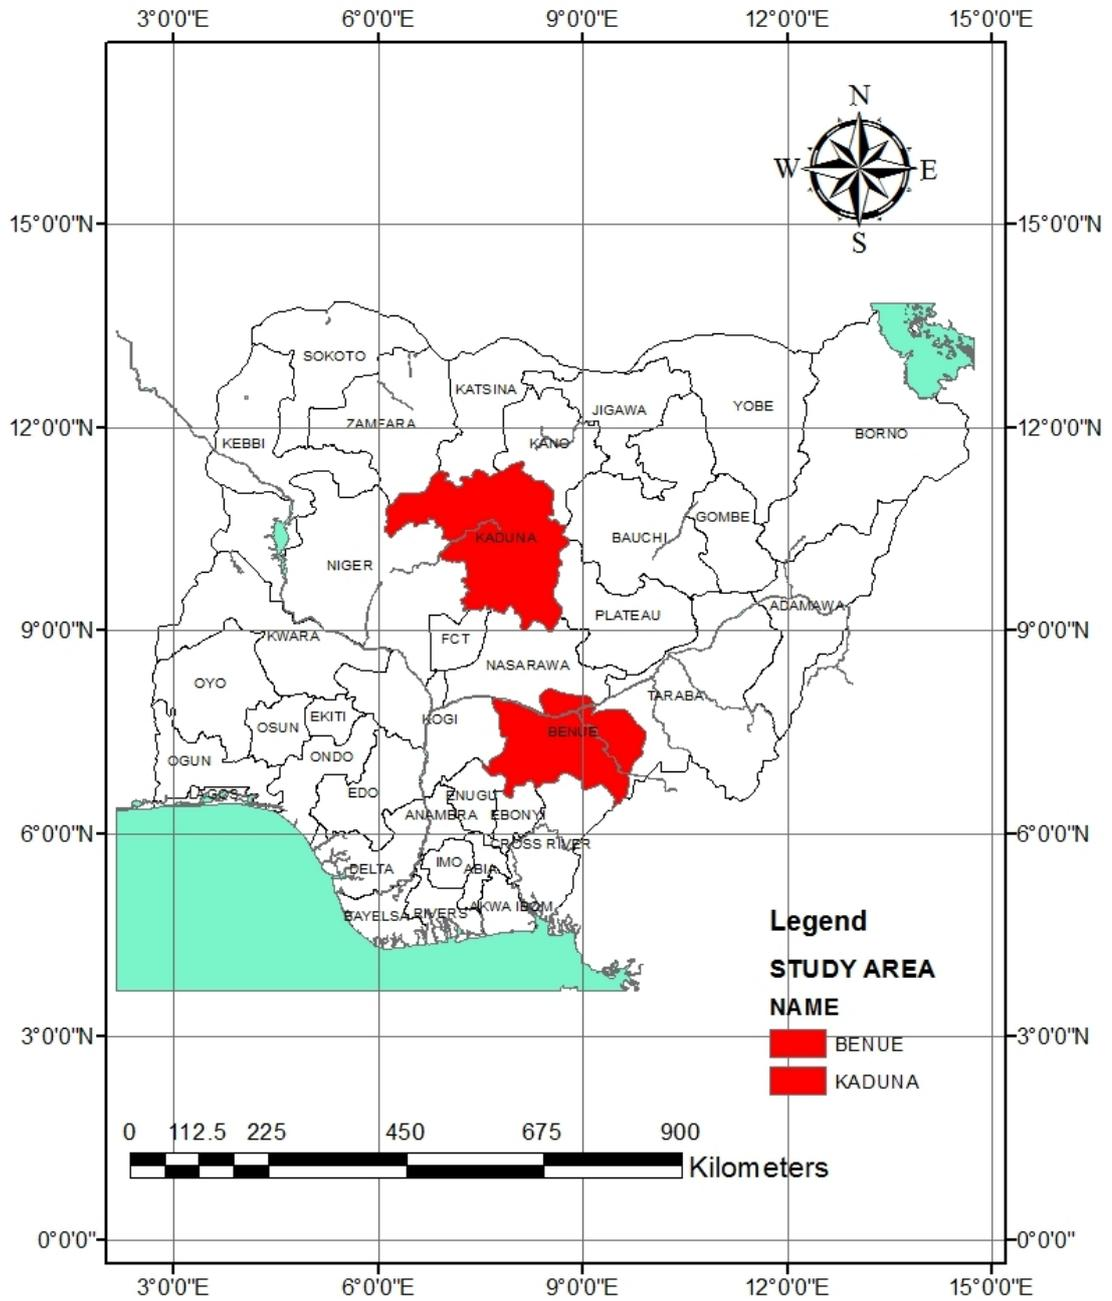 3°0'0"E 6°0'0"E 9°0'0"E 12°0'0"E 15°0'0"E
N
W E
S
15°0'0"N 15°0'0"N
SOKOTO
KATSINA
YOBE
JIGAWA
ZAMFARA
12°0'0"N 12°0'0"N
BORNO
KEBBI KANO
GOMBE
KADUNA BAUCHI
NIGER
ADAMAWA
PLATEAU
9°0'0"N 9°0'0"N
KWARA FCT
NASARAWA
OYO TARABA
EKITI KOGI
OSUN BENUE
ONDO
OGUN
LAGOS EDO ENUGU
ANAMBRA EBONYI
6°0'0"N 6°0'0"N
CROSS RIVER
DELTA IMO ABIA
BAYELSA RIVERS AKWA IBOM
Legend
STUDY AREA
NAME
3°0'0"N 3°0'0"N
BENUE
KADUNA
0 112.5 225 450 675 900
Kilometers
0°0'0" 0°0'0"
3°0'0"E 6°0'0"E 9°0'0"E 12°0'0"E 15°0'0"E